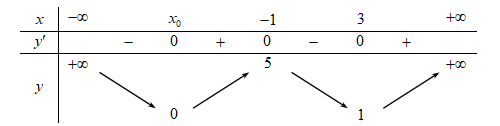 x −∞ x₀ −1 3 +∞
y′ − 0 + 0 − 0 +
+∞ 5 +∞
y
0 1